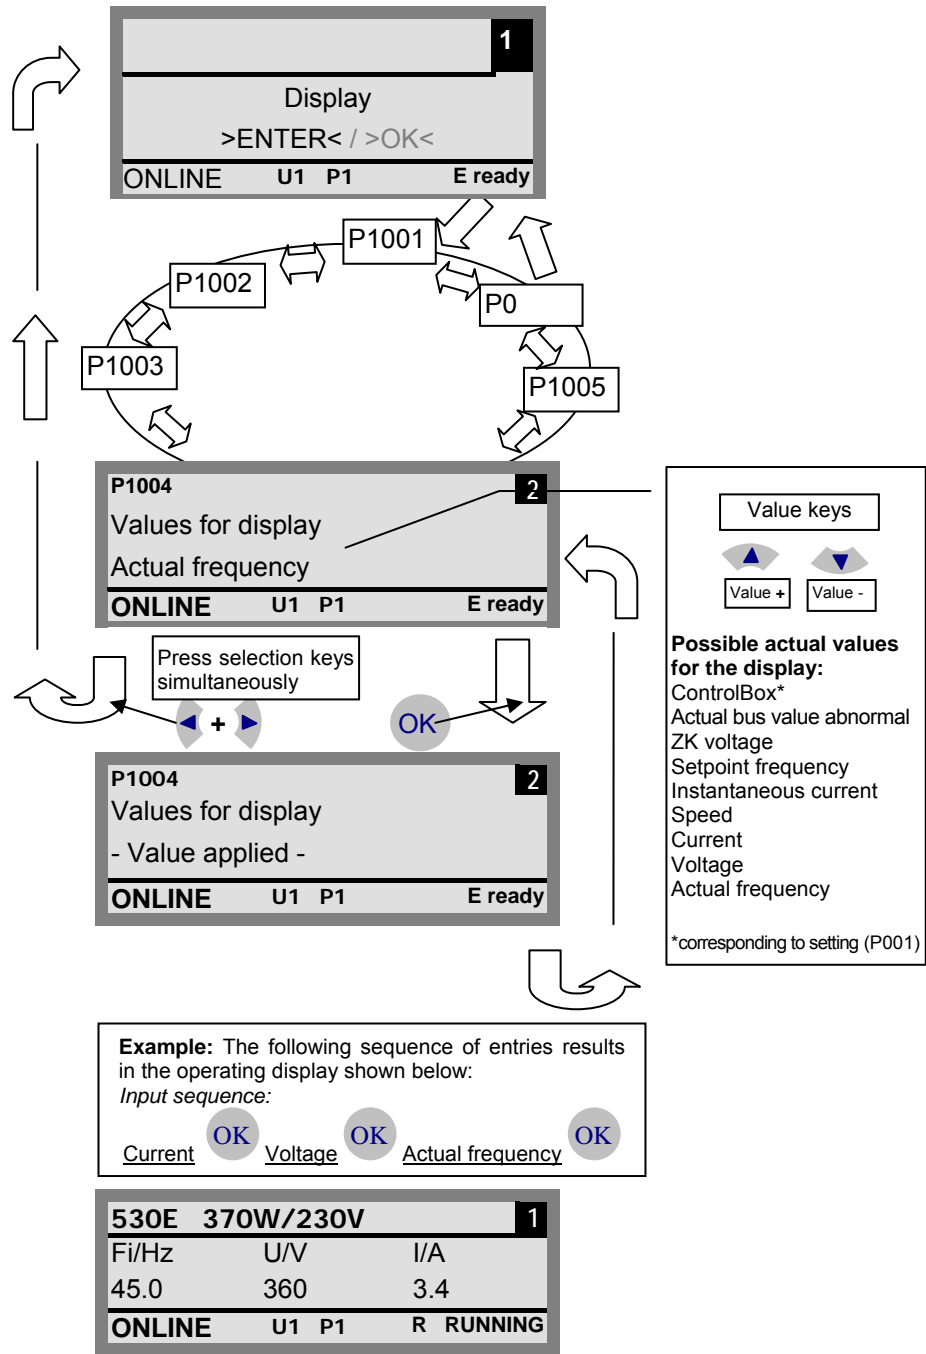 1
Display
>ENTER< / >OK<
ONLINE U1 P1 E ready
P1001
P1002
P0
P1003
P1005
P1004 2
Values for display
Actual frequency
ONLINE U1 P1 E ready
Value keys
Value + Value -
Possible actual values
for the display:
ControlBox*
Actual bus value abnormal
ZK voltage
Setpoint frequency
Instantaneous current
Speed
Current
Voltage
Actual frequency
*corresponding to setting (P001)
Press selection keys
simultaneously
+
OK
P1004 2
Values for display
- Value applied -
ONLINE U1 P1 E ready
Example: The following sequence of entries results
in the operating display shown below:
Input sequence:
Current OK Voltage OK Actual frequency OK
530E 370W/230V 1
Fi/Hz U/V I/A
45.0 360 3.4
ONLINE U1 P1 R RUNNING